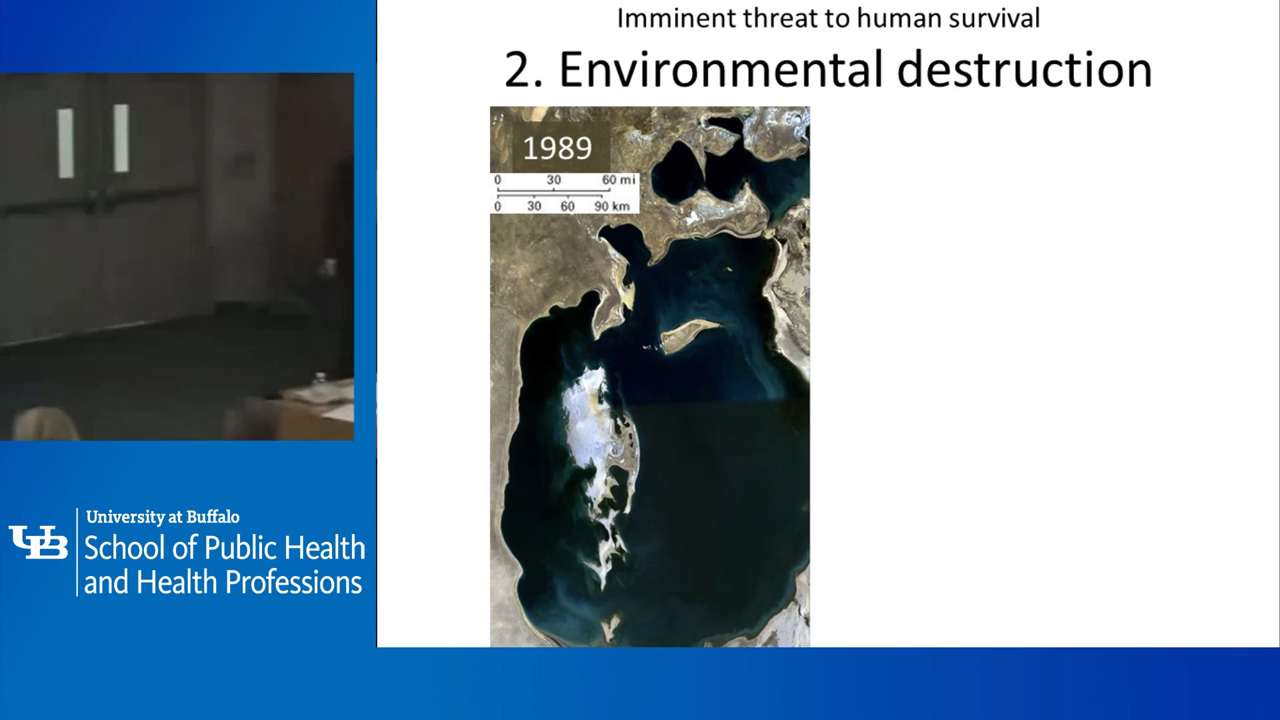 Imminent threat to human survival
2. Environmental destruction
1989
0 30 60 mi
0 30 60 90 km
UB
University at Buffalo
School of Public Health
and Health Professions